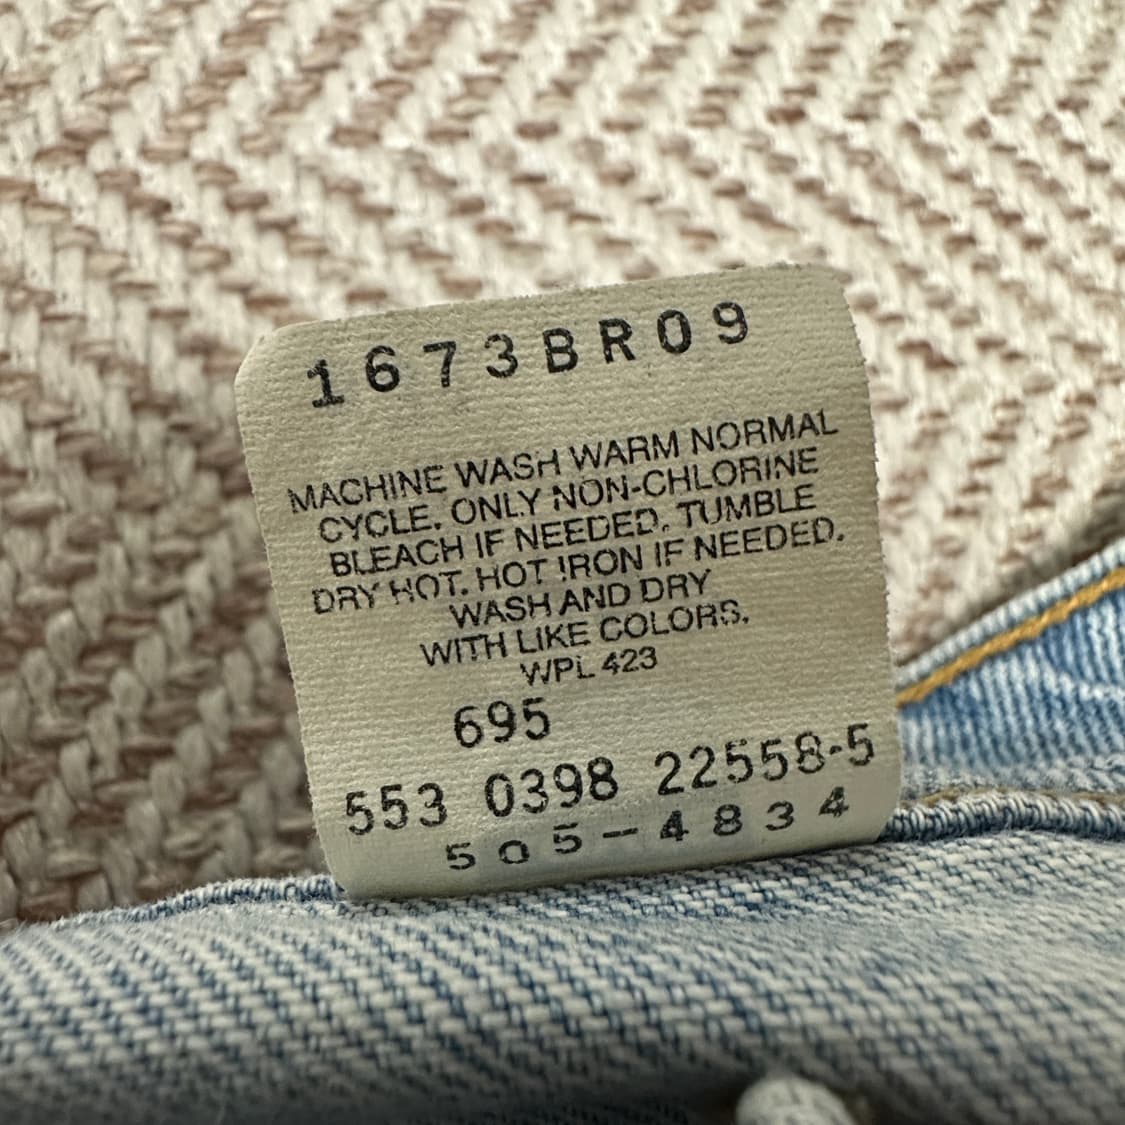 1673BR09
MACHINE WASH WARM NORMAL
CYCLE. ONLY NON-CHLORINE
BLEACH IF NEEDED. TUMBLE
DRY HOT. HOT IRON IF NEEDED.
WASH AND DRY
WITH LIKE COLORS.
WPL 423
695
553 0398 22558-5
505-4834